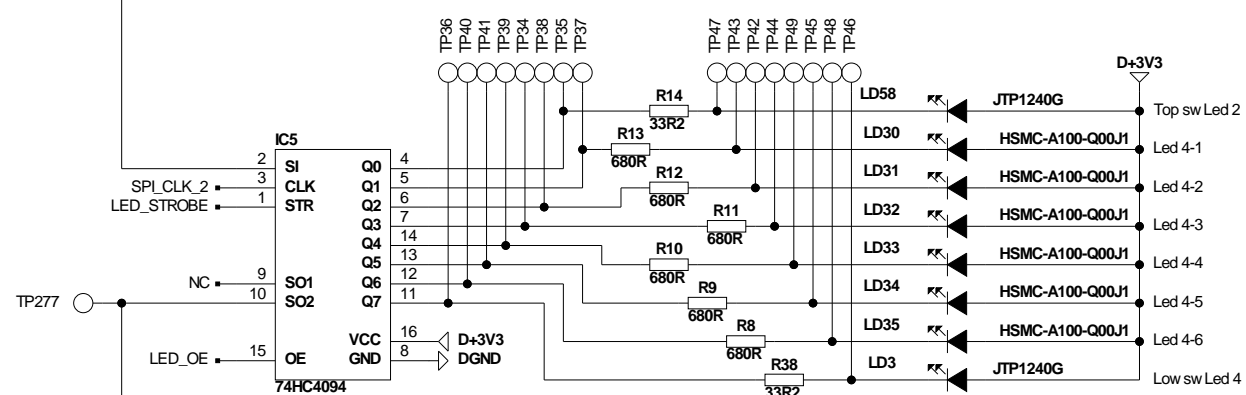 TP36 TP40 TP41 TP39 TP34 TP38 TP35 TP37 TP47 TP43 TP42 TP44 TP49 TP45 TP48 TP46
D+3V3
R14 LD58 JTP1240G Top sw Led 2
33R2
R13 LD30 HSMC-A100-Q00J1 Led 4-1
680R
IC5
2 SI Q0 4
3 CLK Q1 5
1 STR Q2 6
Q3 7
Q4 14
Q5 13
9 SO1 Q6 12
10 SO2 Q7 11
VCC 16 D+3V3
15 OE GND 8 DGND
74HC4094
SPI_CLK_2
LED_STROBE
NC
TP277
LED_OE
R12 LD31 HSMC-A100-Q00J1 Led 4-2
680R
R11 LD32 HSMC-A100-Q00J1 Led 4-3
680R
R10 LD33 HSMC-A100-Q00J1 Led 4-4
680R
R9 LD34 HSMC-A100-Q00J1 Led 4-5
680R
R8 LD35 HSMC-A100-Q00J1 Led 4-6
680R
R38 LD3 JTP1240G Low sw Led 4
33R2